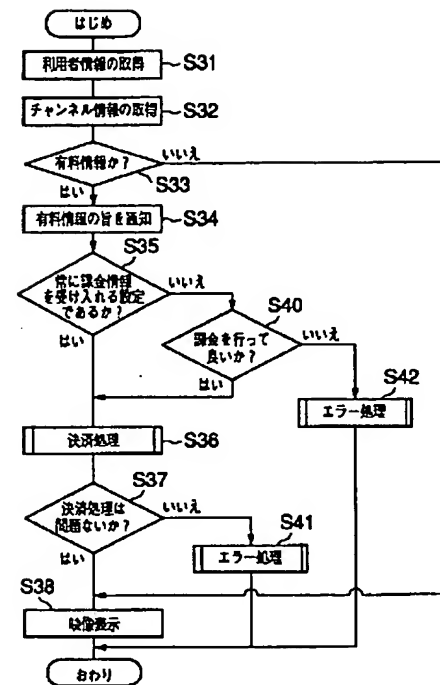 はじめ
利用者情報の取得
S31
チャンネル情報の取得
S32
有料情報か?
いいえ
S33
はい
有料情報の旨を通知
S34
S35
常に課金情報
を受け入れる設定
であるか?
いいえ
はい
S40
課金を行って
良いか?
いいえ
はい
S42
エラー処理
決済処理
S36
S37
決済処理は
問題ないか?
いいえ
はい
S41
エラー処理
S38
映像表示
おわり